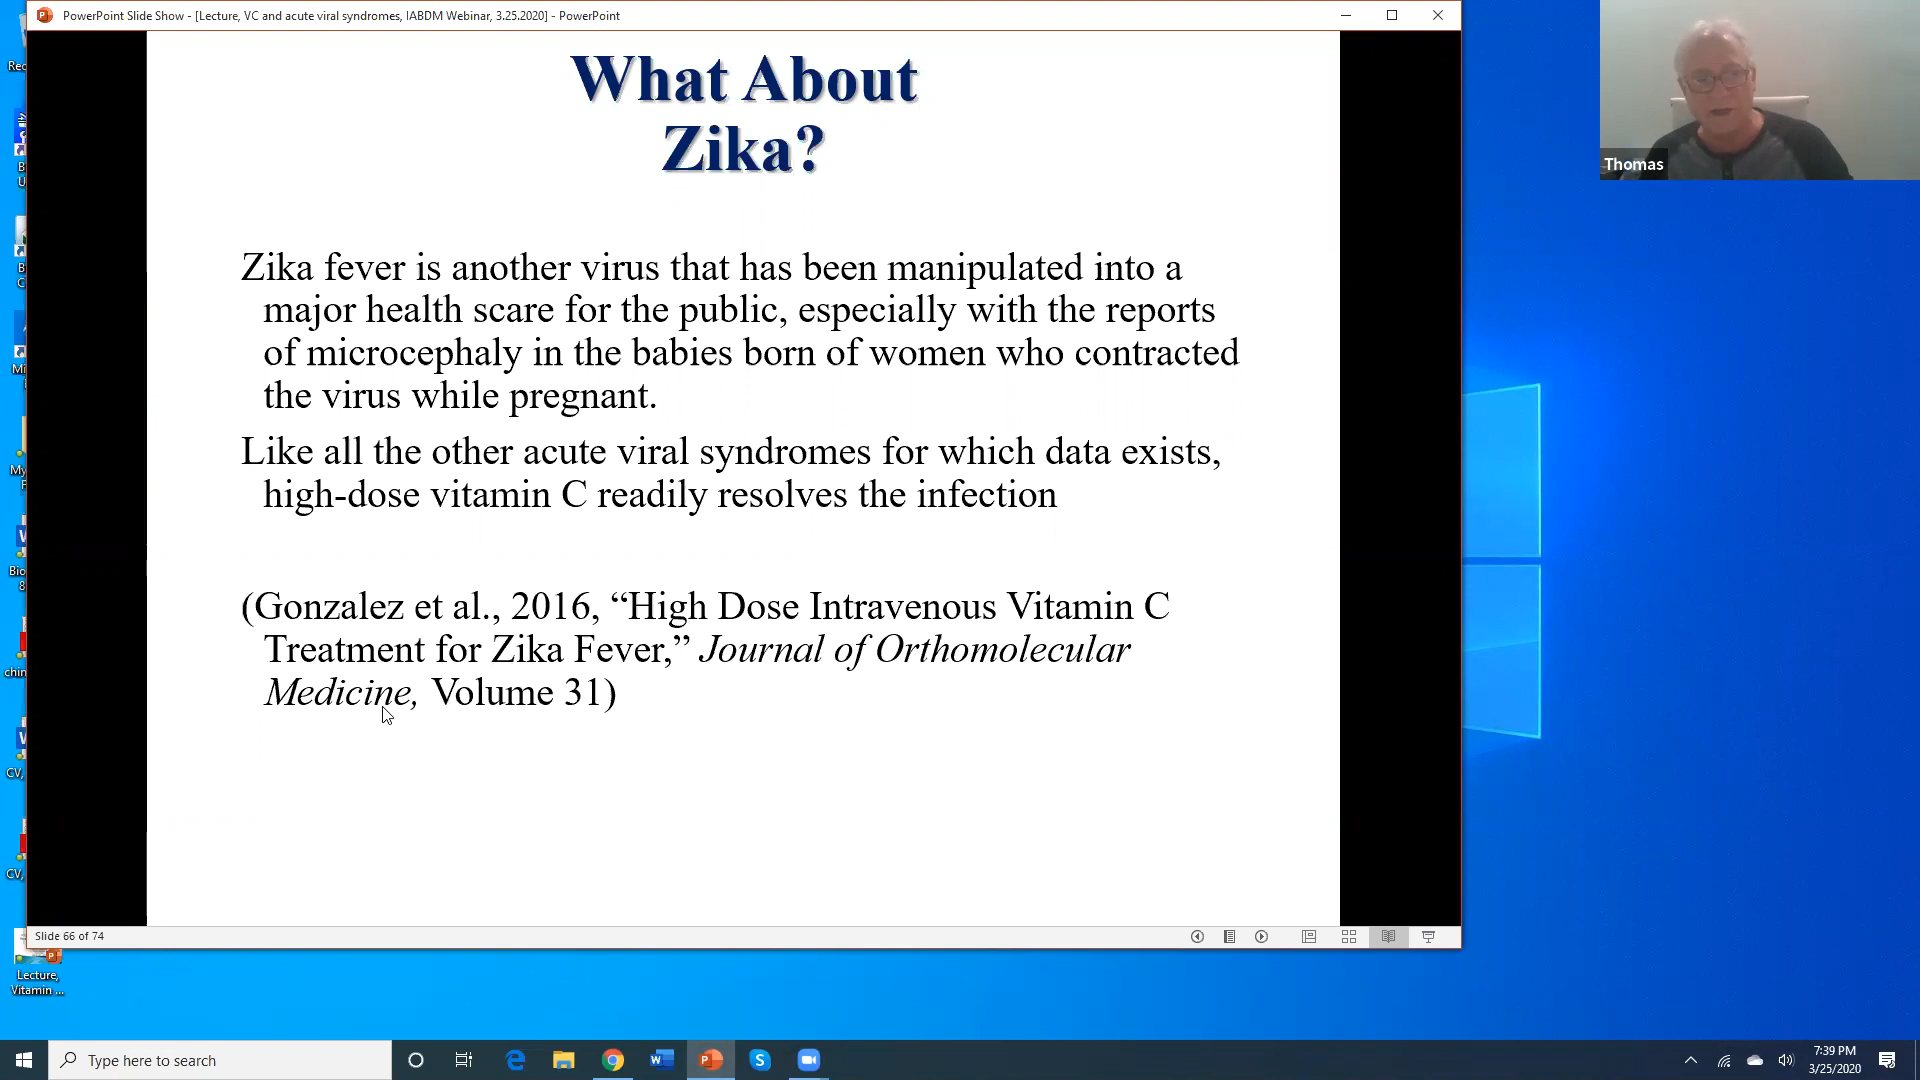 PowerPoint Slide Show - [Lecture, VC and acute viral syndromes, IABDM Webinar, 3.25.2020] - PowerPoint
What About
Zika?
Thomas
Zika fever is another virus that has been manipulated into a
major health scare for the public, especially with the reports
of microcephaly in the babies born of women who contracted
the virus while pregnant.
Like all the other acute viral syndromes for which data exists,
high-dose vitamin C readily resolves the infection
(Gonzalez et al., 2016, “High Dose Intravenous Vitamin C
Treatment for Zika Fever,” Journal of Orthomolecular
Medicine, Volume 31)
Slide 66 of 74
Lecture,
Vitamin ...
Type here to search
7:39 PM
3/25/2020